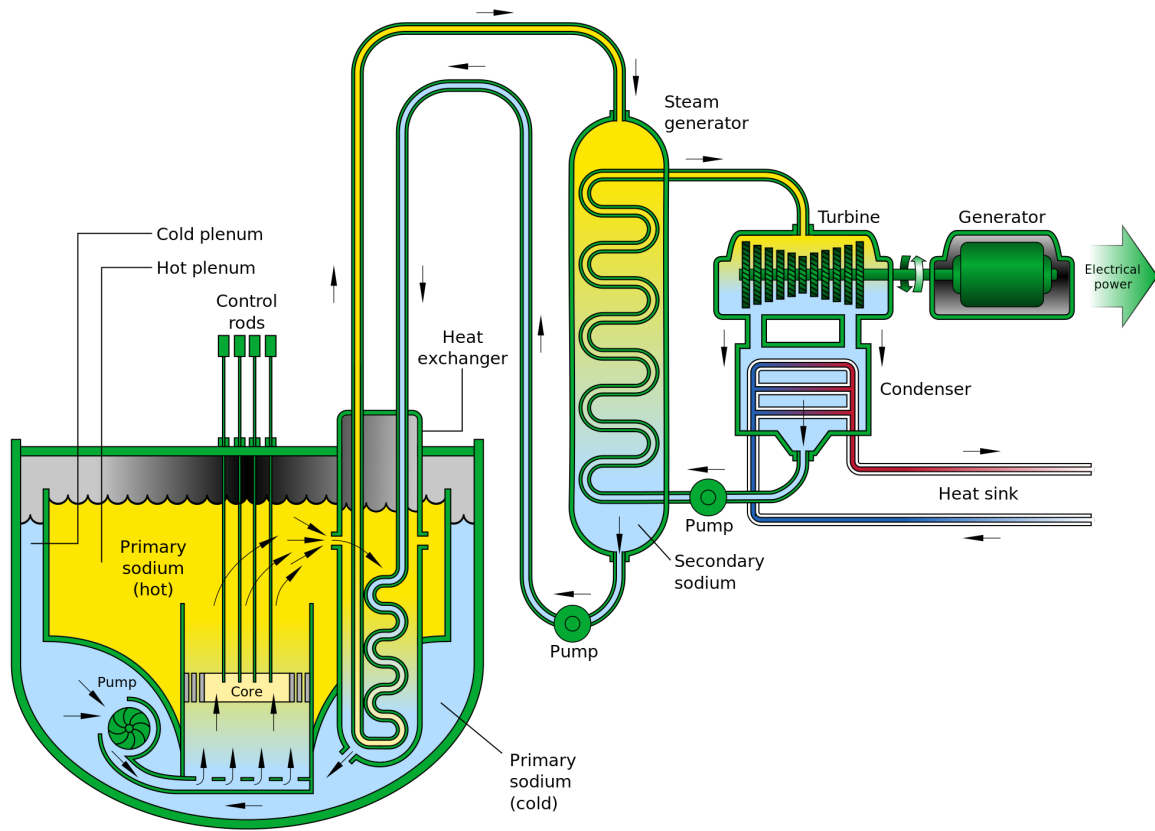 Steam
generator
Turbine
Generator
Cold plenum
Hot plenum
Electrical
power
Control
rods
Heat
exchanger
Condenser
Heat sink
Pump
Primary
sodium
(hot)
Secondary
sodium
Pump
Pump
Core
Primary
sodium
(cold)